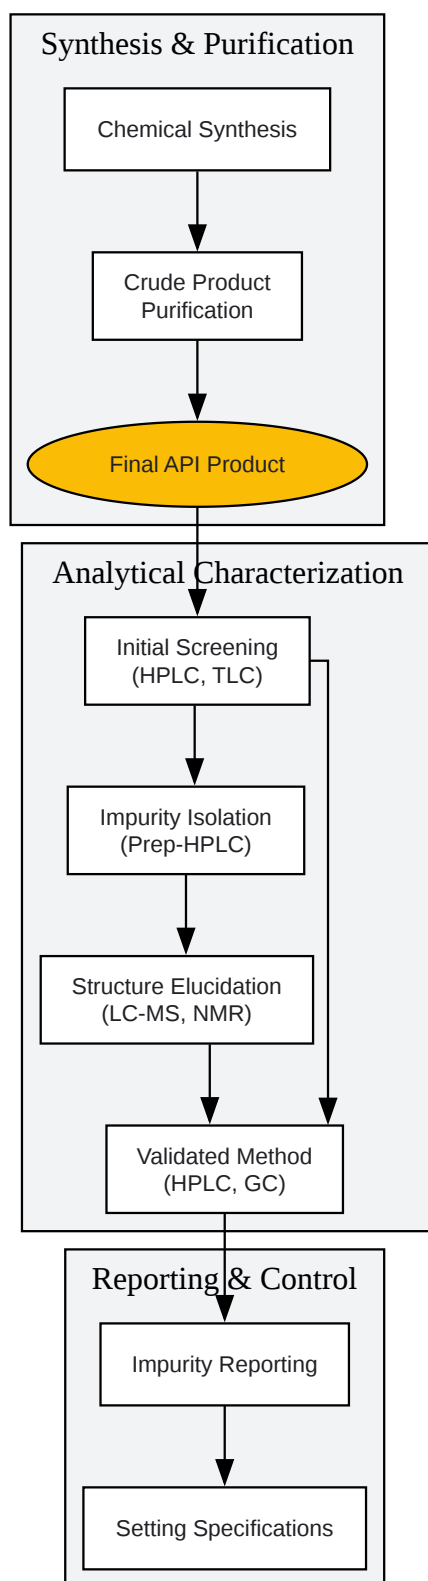 Synthesis & Purification
Chemical Synthesis
Crude Product
Purification
Final API Product
Analytical Characterization
Initial Screening
(HPLC, TLC)
Impurity Isolation
(Prep-HPLC)
Structure Elucidation
(LC-MS, NMR)
Validated Method
(HPLC, GC)
Reporting & Control
Impurity Reporting
Setting Specifications